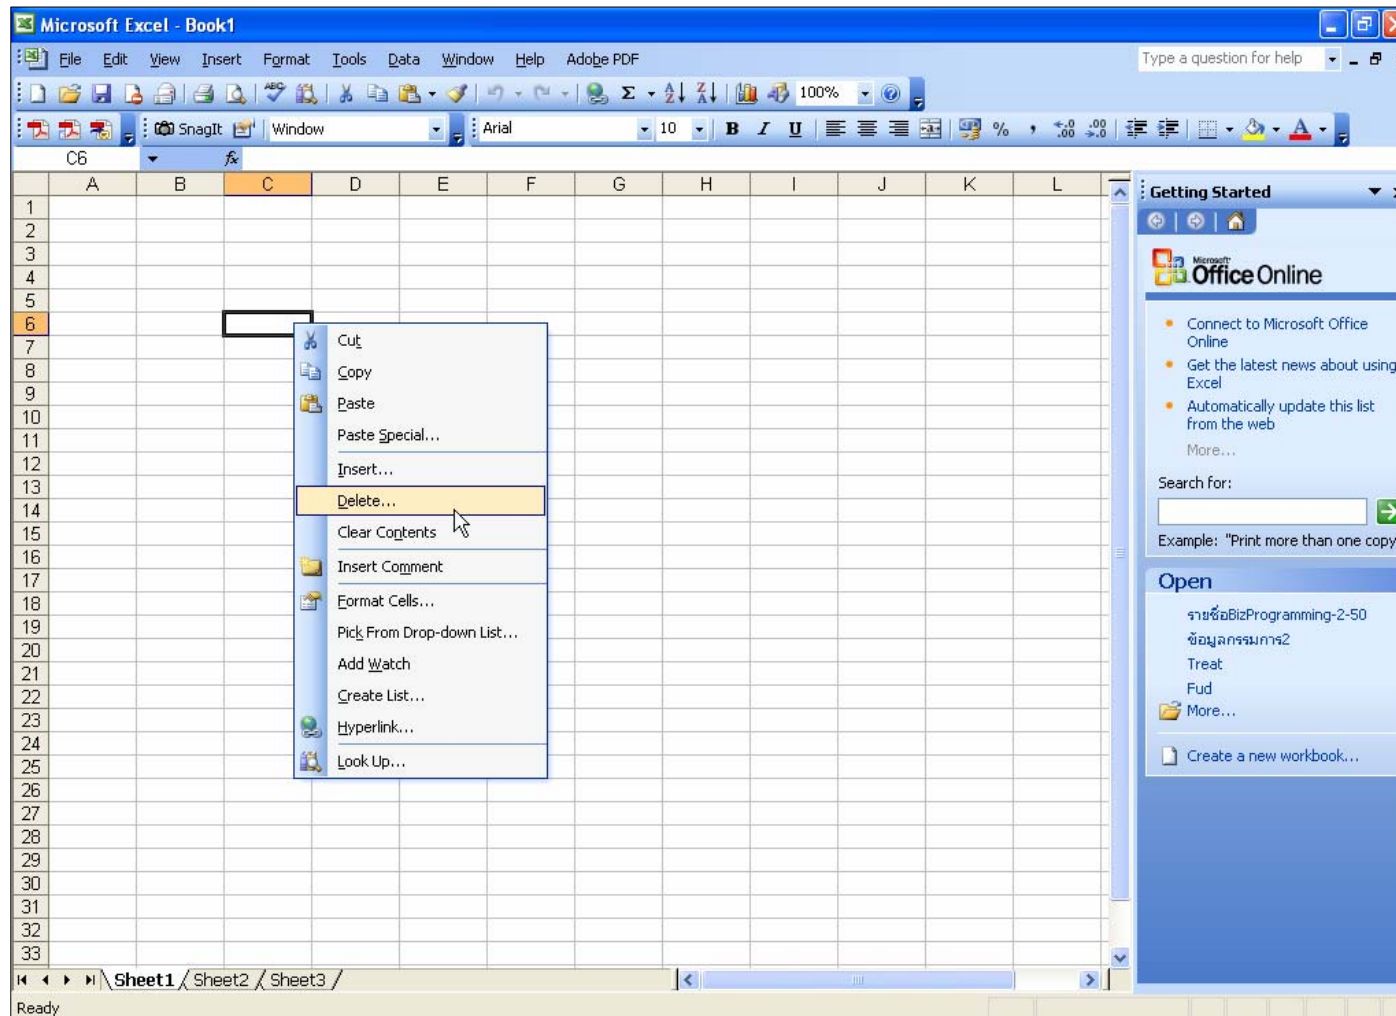 Microsoft Excel - Book1
File Edit View Insert Format Tools Data Window Help Adobe PDF
Type a question for help
100%
SnagIt Window Arial 10 B I U
C6 fx
A B C D E F G H I J K L
1
2
3
4
5
6
7
8
9
10
11
12
13
14
15
16
17
18
19
20
21
22
23
24
25
26
27
28
29
30
31
32
33
Cut
Copy
Paste
Paste Special...
Insert...
Delete...
Clear Contents
Insert Comment
Format Cells...
Pick From Drop-down List...
Add Watch
Create List...
Hyperlink...
Look Up...
Getting Started
Microsoft
Office Online
Connect to Microsoft Office
Online
Get the latest news about using
Excel
Automatically update this list
from the web
More...
Search for:
Example: "Print more than one copy
Open
รายชื่อBizProgramming-2-50
ข้อมูลกรรมการ2
Treat
Fud
More...
Create a new workbook...
Sheet1 Sheet2 Sheet3
Ready